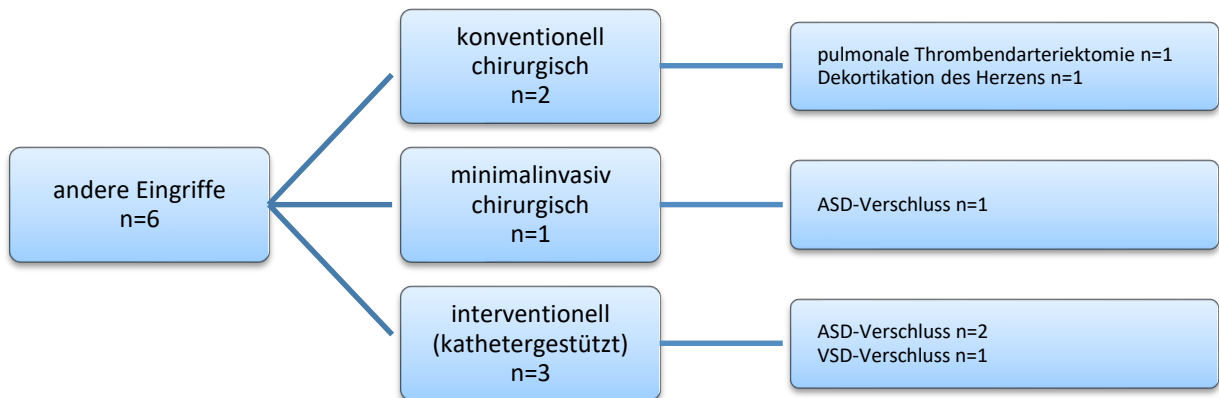 andere Eingriffe
n=6
konventionell
chirurgisch
n=2
pulmonale Thrombendarteriektomie n=1
Dekortikation des Herzens n=1
minimalinvasiv
chirurgisch
n=1
ASD-Verschluss n=1
interventionell
(kathetergestützt)
n=3
ASD-Verschluss n=2
VSD-Verschluss n=1